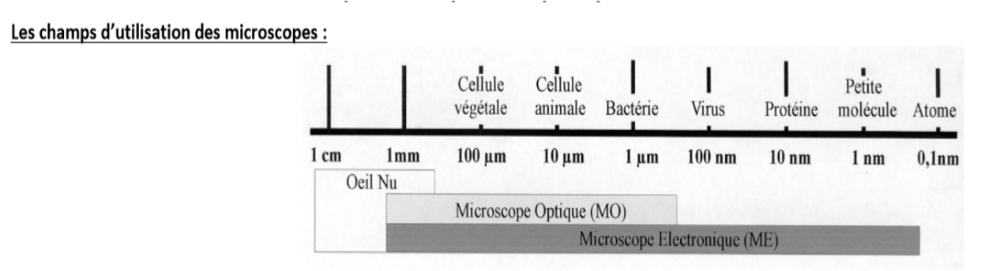 Les champs d’utilisation des microscopes :
Cellule végétale
Cellule animale
Bactérie
Virus
Protéine
Petite molécule
Atome
1 cm 1mm 100 µm 10 µm 1 µm 100 nm 10 nm 1 nm 0,1nm
Oeil Nu
Microscope Optique (MO)
Microscope Electronique (ME)